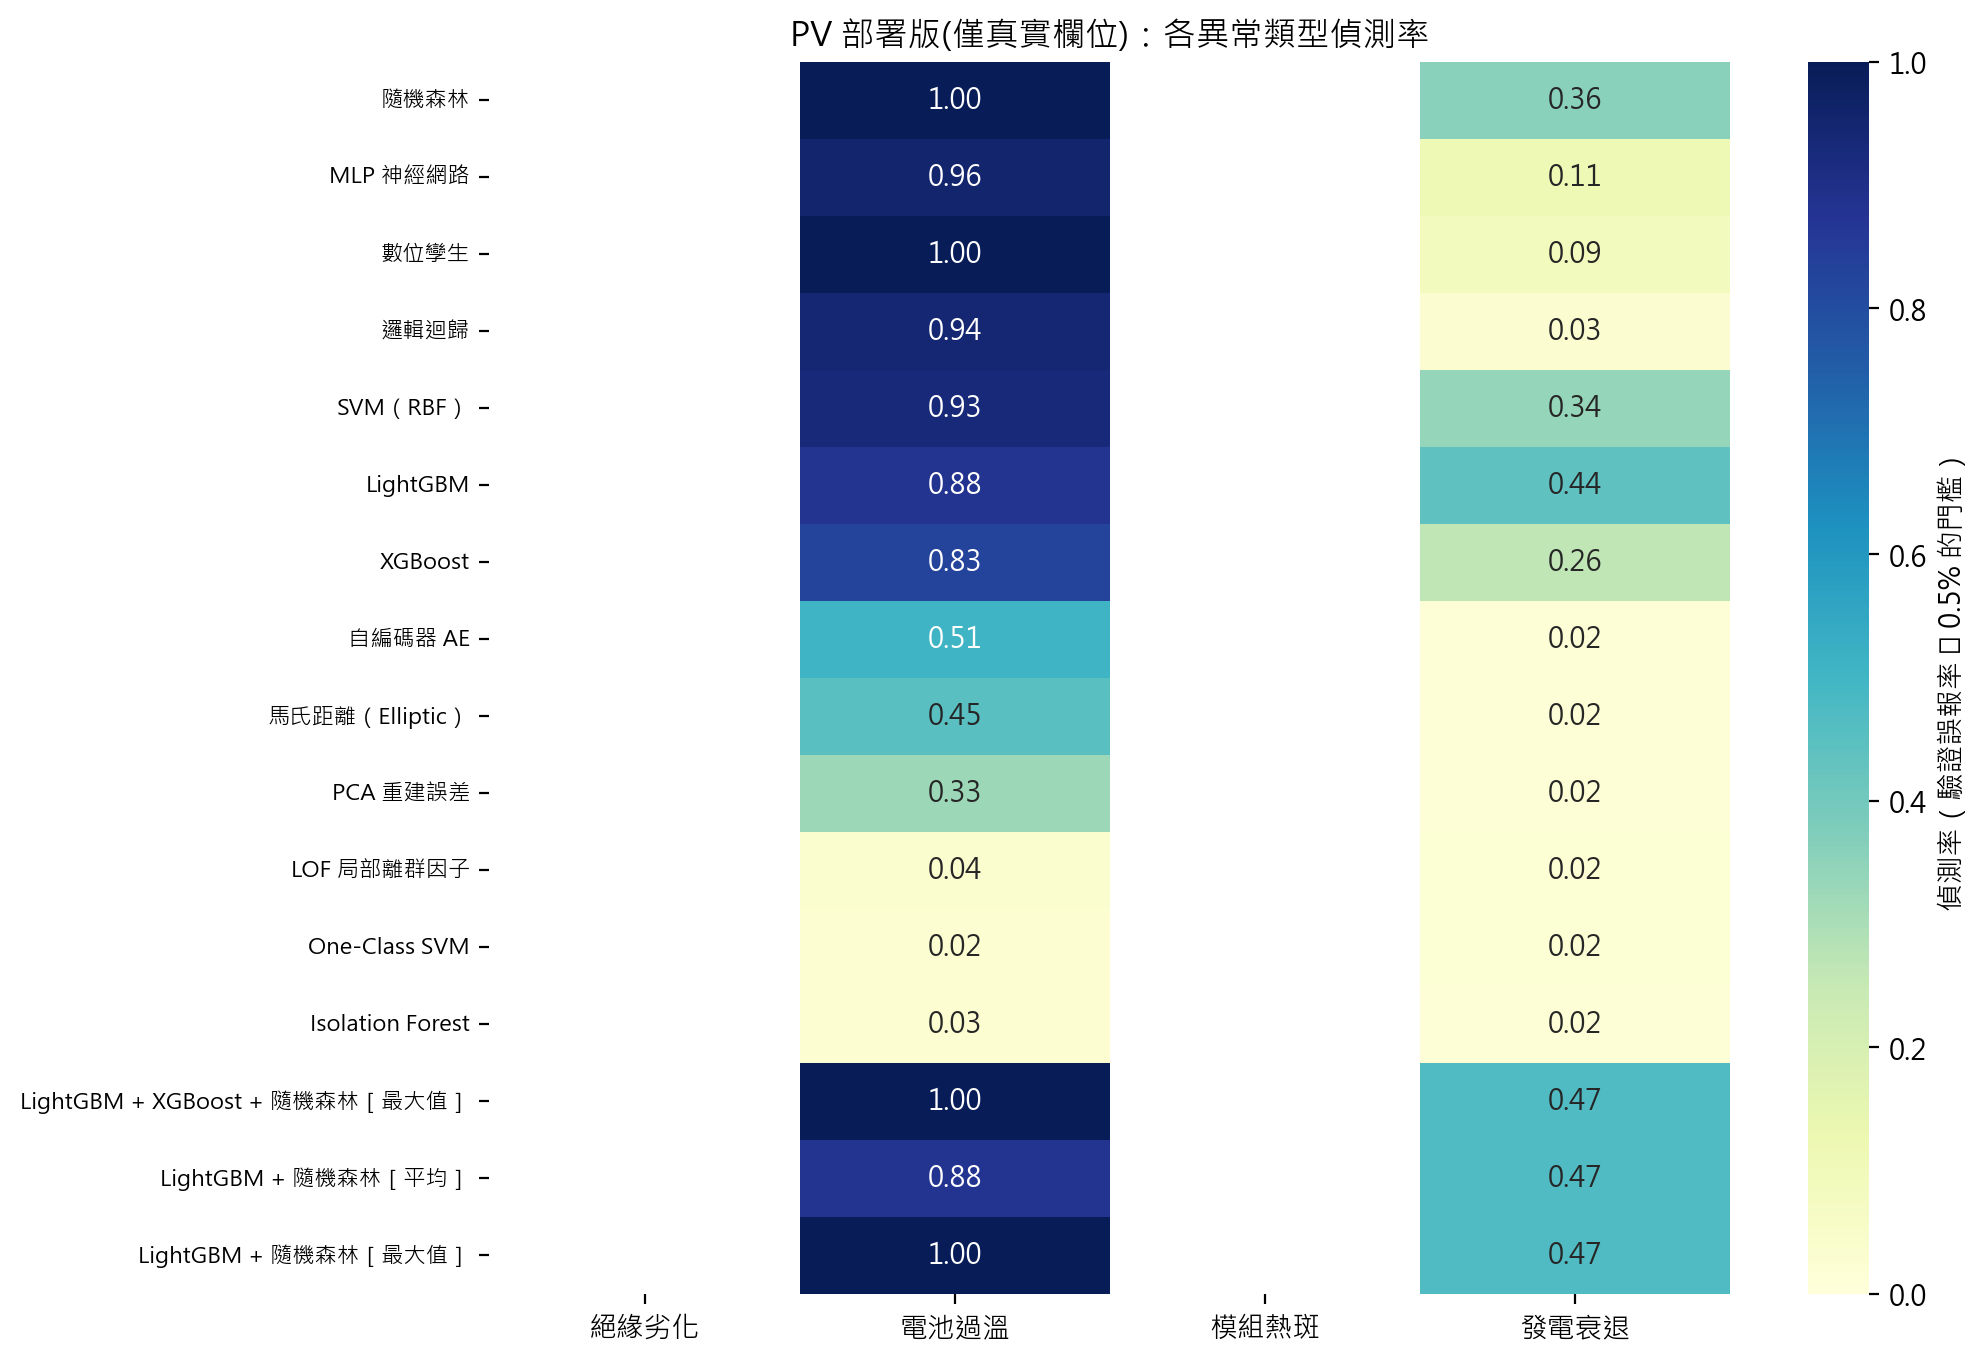 PV 部署版(僅真實欄位)：各異常類型偵測率
隨機森林 1.00 0.36
MLP 神經網路 0.96 0.11
數位孿生 1.00 0.09
邏輯迴歸 0.94 0.03
SVM（RBF） 0.93 0.34
LightGBM 0.88 0.44
XGBoost 0.83 0.26
自編碼器 AE 0.51 0.02
馬氏距離（Elliptic） 0.45 0.02
PCA 重建誤差 0.33 0.02
LOF 局部離群因子 0.04 0.02
One-Class SVM 0.02 0.02
Isolation Forest 0.03 0.02
LightGBM + XGBoost + 隨機森林［最大值］ 1.00 0.47
LightGBM + 隨機森林［平均］ 0.88 0.47
LightGBM + 隨機森林［最大值］ 1.00 0.47
絕緣劣化 電池過溫 模組熱斑 發電衰退
1.0
0.8
0.6
0.4
0.2
0.0
偵測率（驗證誤報率 □ 0.5% 的門檻）